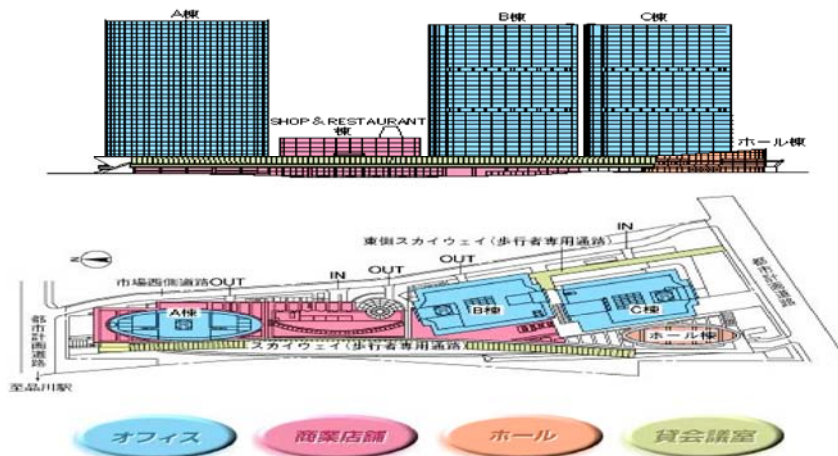 A棟
B棟
C棟
SHOP & RESTAURANT
棟
ホール棟
東側スカイウェイ(歩行者専用通路)
IN
N
市場西側道路
OUT
IN
OUT
OUT
都市計画道路
A棟
B棟
C棟
都市計画道路
ホール棟
スカイウェイ(歩行者専用通路)
至品川駅
オフィス
商業店舗
ホール
貸会議室